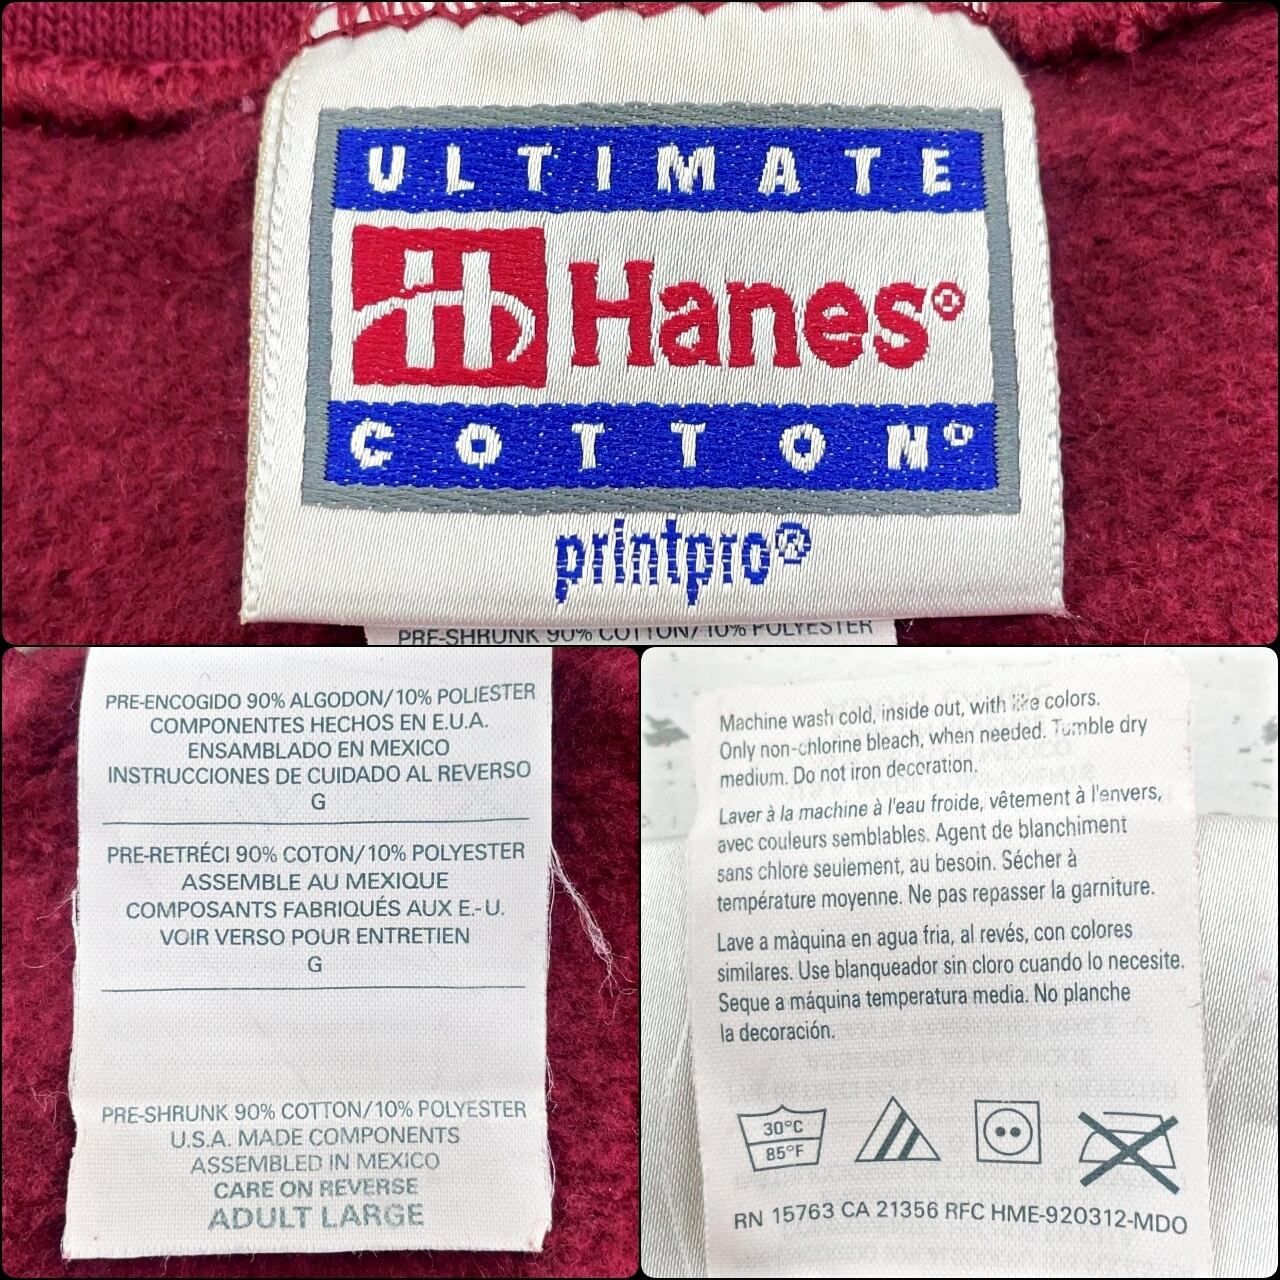 ULTIMATE
Hanes®
COTTON®
printpro®
PRE-SHRUNK 90% COTTON/10% POLYESTER
PRE-ENCOGIDO 90% ALGODON/10% POLIESTER
COMPONENTES HECHOS EN E.U.A.
ENSAMBLADO EN MEXICO
INSTRUCCIONES DE CUIDADO AL REVERSO
G
PRE-RETRÉCI 90% COTON/10% POLYESTER
ASSEMBLE AU MEXIQUE
COMPOSANTS FABRIQUÉS AUX E.-U.
VOIR VERSO POUR ENTRETIEN
G
PRE-SHRUNK 90% COTTON/10% POLYESTER
U.S.A. MADE COMPONENTS
ASSEMBLED IN MEXICO
CARE ON REVERSE
ADULT LARGE
Machine wash cold, inside out, with like colors.
Only non-chlorine bleach, when needed. Tumble dry
medium. Do not iron decoration.
Laver à la machine à l'eau froide, vêtement à l'envers,
avec couleurs semblables. Agent de blanchiment
sans chlore seulement, au besoin. Sécher à
température moyenne. Ne pas repasser la garniture.
Lave a màquina en agua fria, al revés, con colores
similares. Use blanqueador sin cloro cuando lo necesite.
Seque a máquina temperatura media. No planche
la decoración.
30°C
85°F
RN 15763 CA 21356 RFC HME-920312-MDO